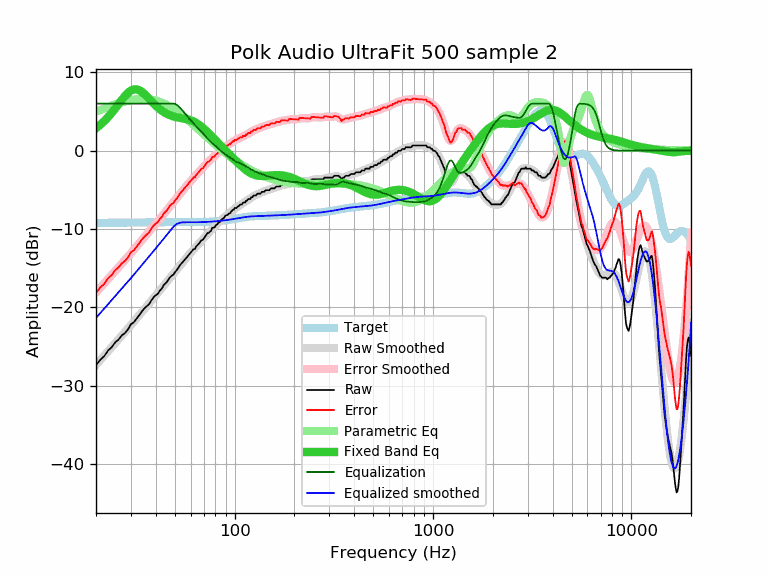 Polk Audio UltraFit 500 sample 2
10
0
−10
−20
−30
−40
Amplitude (dBr)
Target
Raw Smoothed
Error Smoothed
Raw
Error
Parametric Eq
Fixed Band Eq
Equalization
Equalized smoothed
100
1000
10000
Frequency (Hz)